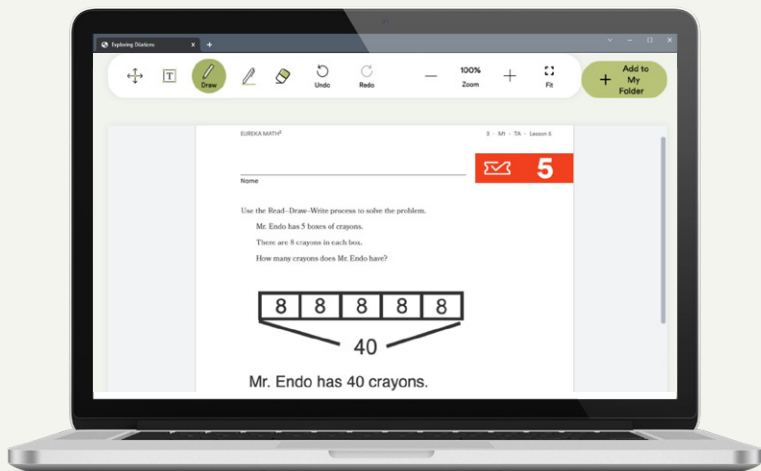 Exploring Dilations x +
T
Draw
Undo
Redo
100%
Zoom
Fit
+ Add to My Folder
EUREKA MATH²
3 ▸ M1 ▸ TA ▸ Lesson 5
5
Name
Use the Read–Draw–Write process to solve the problem.
Mr. Endo has 5 boxes of crayons.
There are 8 crayons in each box.
How many crayons does Mr. Endo have?
8 8 8 8 8
40
Mr. Endo has 40 crayons.